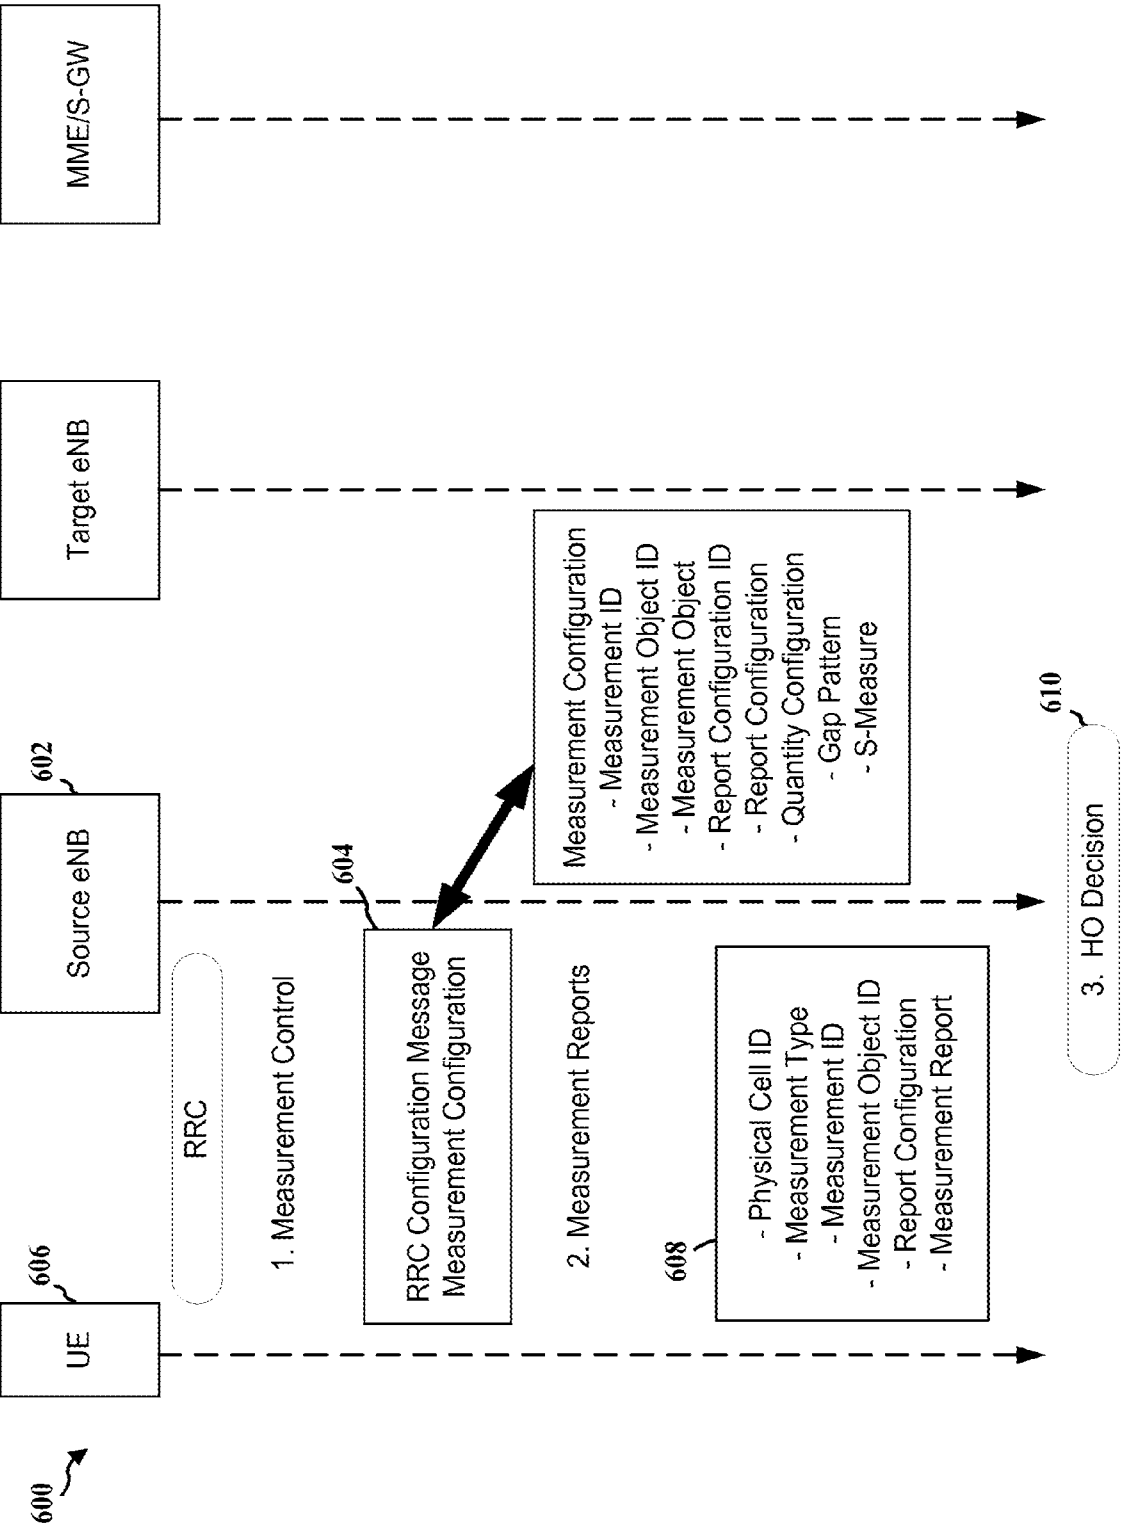 600
UE
606
Source eNB
602
Target eNB
MME/S-GW
RRC
1. Measurement Control
604
RRC Configuration Message
Measurement Configuration
Measurement Configuration
- Measurement ID
- Measurement Object ID
- Measurement Object
- Report Configuration ID
- Report Configuration
- Quantity Configuration
- Gap Pattern
- S-Measure
2. Measurement Reports
608
- Physical Cell ID
- Measurement Type
- Measurement ID
- Measurement Object ID
- Report Configuration
- Measurement Report
610
3. HO Decision